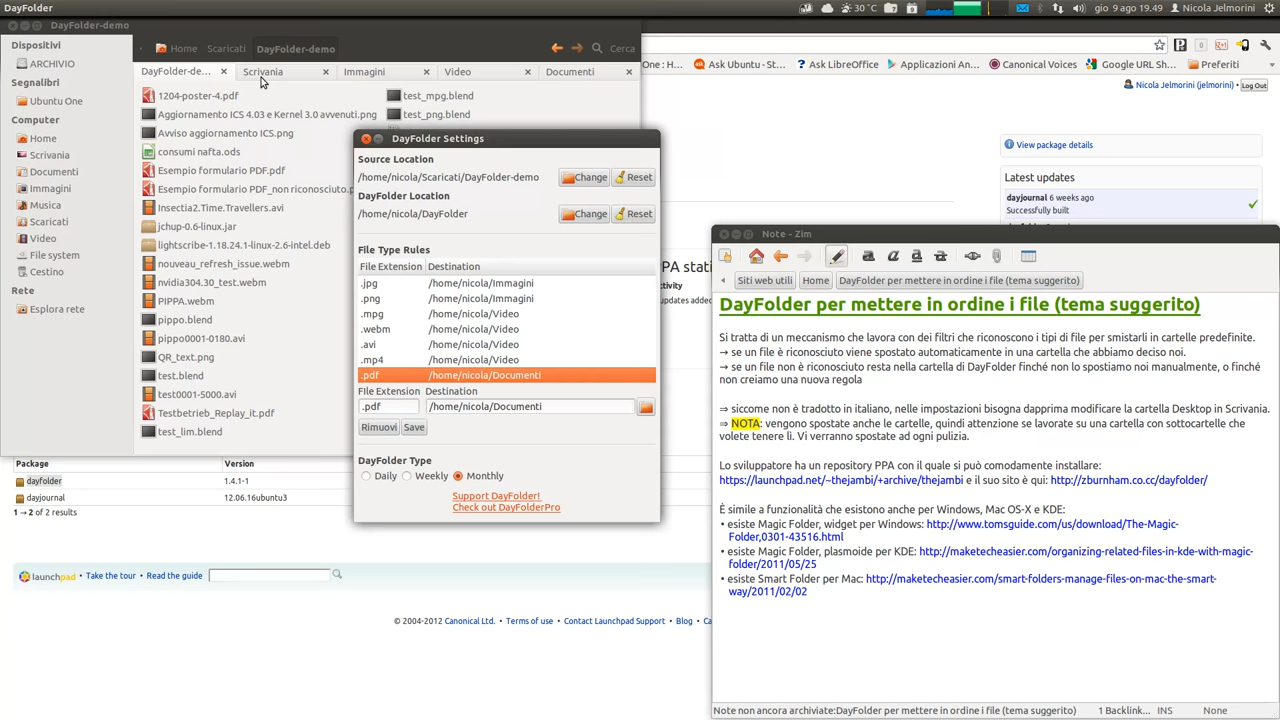 DayFolder
30 °C
9
gio 9 ago 19.49
Nicola Jelmorini
DayFolder-demo
Dispositivi
ARCHIVIO
Segnalibri
Ubuntu One
Computer
Home
Scrivania
Documenti
Immagini
Musica
Scaricati
Video
File system
Cestino
Rete
Esplora rete
Home
Scaricati
DayFolder-demo
Cerca
DayFolder-de...
Scrivania
Immagini
Video
Documenti
1204-poster-4.pdf
Aggiornamento ICS 4.03 e Kernel 3.0 avvenuti.png
Avviso aggiornamento ICS.png
consumi nafta.ods
Esempio formulario PDF.pdf
Esempio formulario PDF_non riconosciuto.p
Insectia2.Time.Travellers.avi
jchup-0.6-linux.jar
lightscribe-1.18.24.1-linux-2.6-intel.deb
nouveau_refresh_issue.webm
nvidia304.30_test.webm
PIPPA.webm
pippo.blend
pippo0001-0180.avi
QR_text.png
test.blend
test0001-5000.avi
Testbetrieb_Replay_it.pdf
test_lim.blend
test_mpg.blend
test_png.blend
DayFolder Settings
Source Location
/home/nicola/Scaricati/DayFolder-demo
Change
Reset
DayFolder Location
/home/nicola/DayFolder
Change
Reset
File Type Rules
File Extension Destination
.jpg /home/nicola/Immagini
.png /home/nicola/Immagini
.mpg /home/nicola/Video
.webm /home/nicola/Video
.avi /home/nicola/Video
.mp4 /home/nicola/Video
.pdf /home/nicola/Documenti
File Extension Destination
.pdf /home/nicola/Documenti
Rimuovi Save
DayFolder Type
Daily Weekly Monthly
Support DayFolder!
Check out DayFolderPro
one: H...
Ask Ubuntu - St...
Ask LibreOffice
Applicazioni An...
Canonical Voices
Google URL Sh...
Preferiti
Nicola Jelmorini (jelmorini)
Log Out
View package details
Latest updates
dayjournal 6 weeks ago
Successfully built
PA stati
ctivity
updates added
Package Version
dayfolder 1.4.1-1
dayjournal 12.06.16ubuntu3
1 → 2 of 2 results
launchpad • Take the tour • Read the guide
© 2004-2012 Canonical Ltd. • Terms of use • Contact Launchpad Support • Blog • Ca
Note - Zim
Siti web utili
Home
DayFolder per mettere in ordine i file (tema suggerito)
DayFolder per mettere in ordine i file (tema suggerito)
Si tratta di un meccanismo che lavora con dei filtri che riconoscono i tipi di file per smistarli in cartelle predefinite.
→ se un file è riconosciuto viene spostato automaticamente in una cartella che abbiamo deciso noi.
→ se un file non è riconosciuto resta nella cartella di DayFolder finché non lo spostiamo noi manualmente, o finché
non creiamo una nuova regola
⇒ siccome non è tradotto in italiano, nelle impostazioni bisogna dapprima modificare la cartella Desktop in Scrivania.
⇒ NOTA: vengono spostate anche le cartelle, quindi attenzione se lavorate su una cartella con sottocartelle che
volete tenere lì. Vi verranno spostate ad ogni pulizia.
Lo sviluppatore ha un repository PPA con il quale si può comodamente installare:
https://launchpad.net/~thejambi/+archive/thejambi e il suo sito è qui: http://zburnham.co.cc/dayfolder/
È simile a funzionalità che esistono anche per Windows, Mac OS-X e KDE:
• esiste Magic Folder, widget per Windows: http://www.tomsguide.com/us/download/The-Magic-
Folder,0301-43516.html
• esiste Magic Folder, plasmoide per KDE: http://maketecheasier.com/organizing-related-files-in-kde-with-magic-
folder/2011/05/25
• esiste Smart Folder per Mac: http://maketecheasier.com/smart-folders-manage-files-on-mac-the-smart-
way/2011/02/02
Note non ancora archiviate:DayFolder per mettere in ordine i file (tema suggerito)
1 Backlink...
INS
None